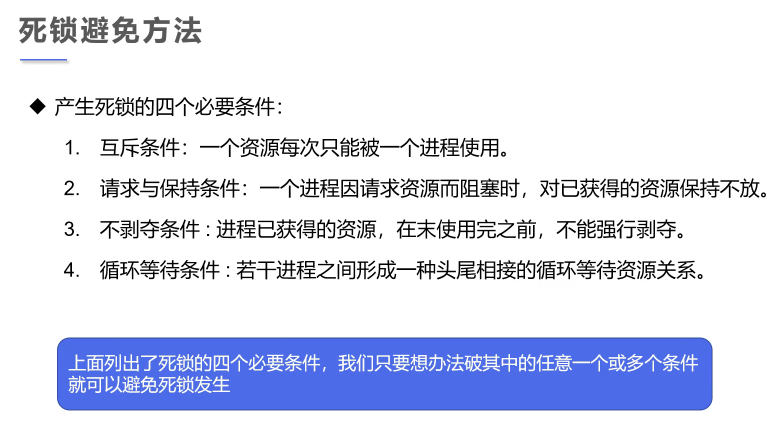 死锁避免方法
◆ 产生死锁的四个必要条件：
1. 互斥条件：一个资源每次只能被一个进程使用。
2. 请求与保持条件：一个进程因请求资源而阻塞时，对已获得的资源保持不放。
3. 不剥夺条件 : 进程已获得的资源，在末使用完之前，不能强行剥夺。
4. 循环等待条件 : 若干进程之间形成一种头尾相接的循环等待资源关系。
上面列出了死锁的四个必要条件，我们只要想办法破其中的任意一个或多个条件
就可以避免死锁发生